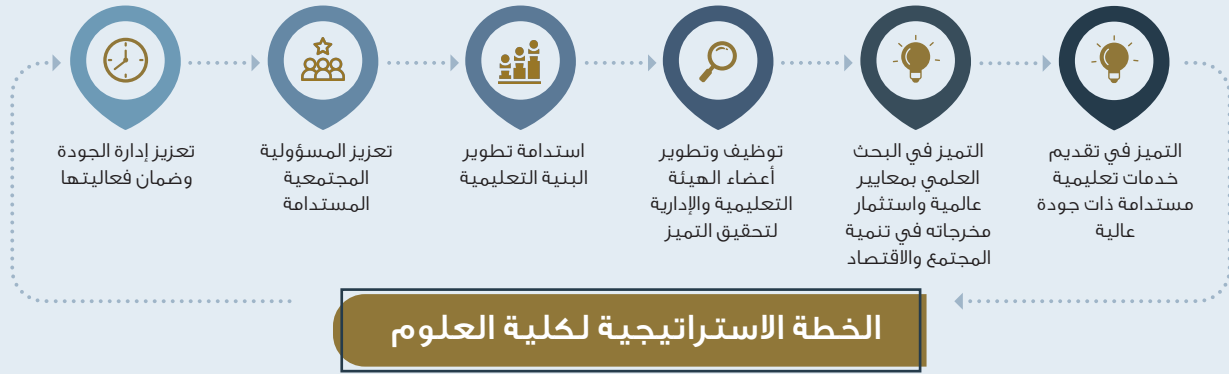 التميز في تقديم
خدمات تعليمية
مستدامة ذات جودة
عالية
التميز في البحث
العلمي بمعايير
عالمية واستثمار
مخرجاته في تنمية
المجتمع والاقتصاد
توظيف وتطوير
أعضاء الهيئة
التعليمية والإدارية
لتحقيق التميز
استدامة تطوير
البنية التعليمية
تعزيز المسؤولية
المجتمعية
المستدامة
تعزيز إدارة الجودة
وضمان فعاليتها
الخطة الاستراتيجية لكلية العلوم